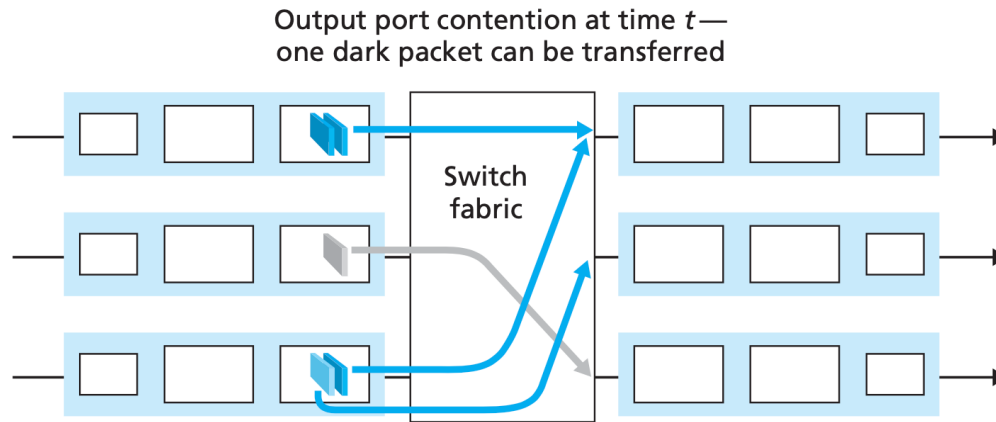 Output port contention at time t—
one dark packet can be transferred
Switch
fabric